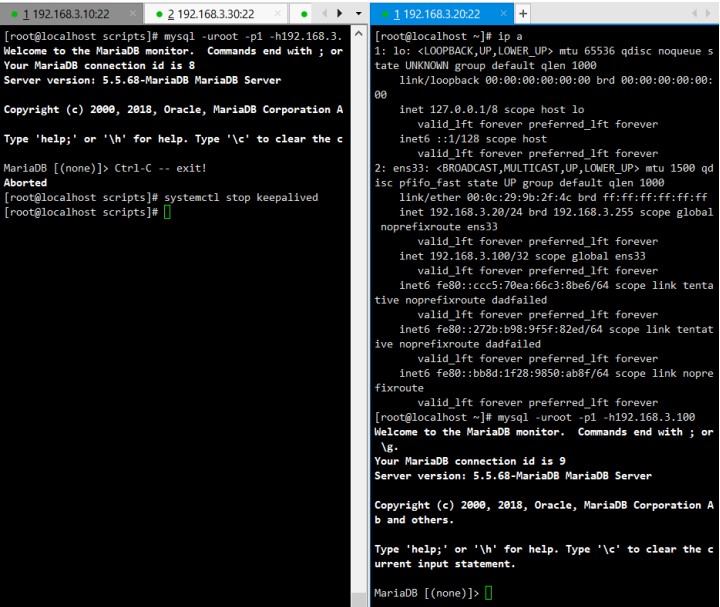 1 192.168.3.10:22
2 192.168.3.30:22
[root@localhost scripts]# mysql -uroot -p1 -h192.168.3.
Welcome to the MariaDB monitor.  Commands end with ; or
Your MariaDB connection id is 8
Server version: 5.5.68-MariaDB MariaDB Server
Copyright (c) 2000, 2018, Oracle, MariaDB Corporation A
Type 'help;' or '\h' for help. Type '\c' to clear the c
MariaDB [(none)]> Ctrl-C -- exit!
Aborted
[root@localhost scripts]# systemctl stop keepalived
[root@localhost scripts]#
1 192.168.3.20:22
[root@localhost ~]# ip a
1: lo: <LOOPBACK,UP,LOWER_UP> mtu 65536 qdisc noqueue s
tate UNKNOWN group default qlen 1000
    link/loopback 00:00:00:00:00:00 brd 00:00:00:00:00:
00
    inet 127.0.0.1/8 scope host lo
       valid_lft forever preferred_lft forever
    inet6 ::1/128 scope host
       valid_lft forever preferred_lft forever
2: ens33: <BROADCAST,MULTICAST,UP,LOWER_UP> mtu 1500 qd
isc pfifo_fast state UP group default qlen 1000
    link/ether 00:0c:29:9b:2f:4c brd ff:ff:ff:ff:ff:ff
    inet 192.168.3.20/24 brd 192.168.3.255 scope global
 noprefixroute ens33
       valid_lft forever preferred_lft forever
    inet 192.168.3.100/32 scope global ens33
       valid_lft forever preferred_lft forever
    inet6 fe80::ccc5:70ea:66c3:8be6/64 scope link tenta
tive noprefixroute dadfailed
       valid_lft forever preferred_lft forever
    inet6 fe80::272b:b98:9f5f:82ed/64 scope link tentat
ive noprefixroute dadfailed
       valid_lft forever preferred_lft forever
    inet6 fe80::bb8d:1f28:9850:ab8f/64 scope link nopre
fixroute
       valid_lft forever preferred_lft forever
[root@localhost ~]# mysql -uroot -p1 -h192.168.3.100
Welcome to the MariaDB monitor.  Commands end with ; or
 \g.
Your MariaDB connection id is 9
Server version: 5.5.68-MariaDB MariaDB Server
Copyright (c) 2000, 2018, Oracle, MariaDB Corporation A
b and others.
Type 'help;' or '\h' for help. Type '\c' to clear the c
urrent input statement.
MariaDB [(none)]>